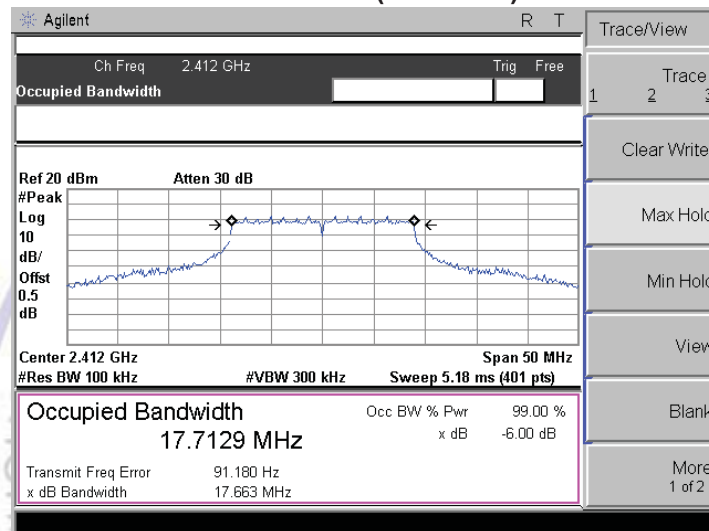 Agilent R T
Trace/View
Ch Freq 2.412 GHz Trig Free
Occupied Bandwidth
Trace
1 2 3
Clear Write
Max Hold
Min Hold
View
Blank
More
1 of 2
Ref 20 dBm Atten 30 dB
#Peak
Log
10
dB/
Offst
0.5
dB
Center 2.412 GHz Span 50 MHz
#Res BW 100 kHz #VBW 300 kHz Sweep 5.18 ms (401 pts)
Occupied Bandwidth
17.7129 MHz
Occ BW % Pwr 99.00 %
x dB -6.00 dB
Transmit Freq Error 91.180 Hz
x dB Bandwidth 17.663 MHz